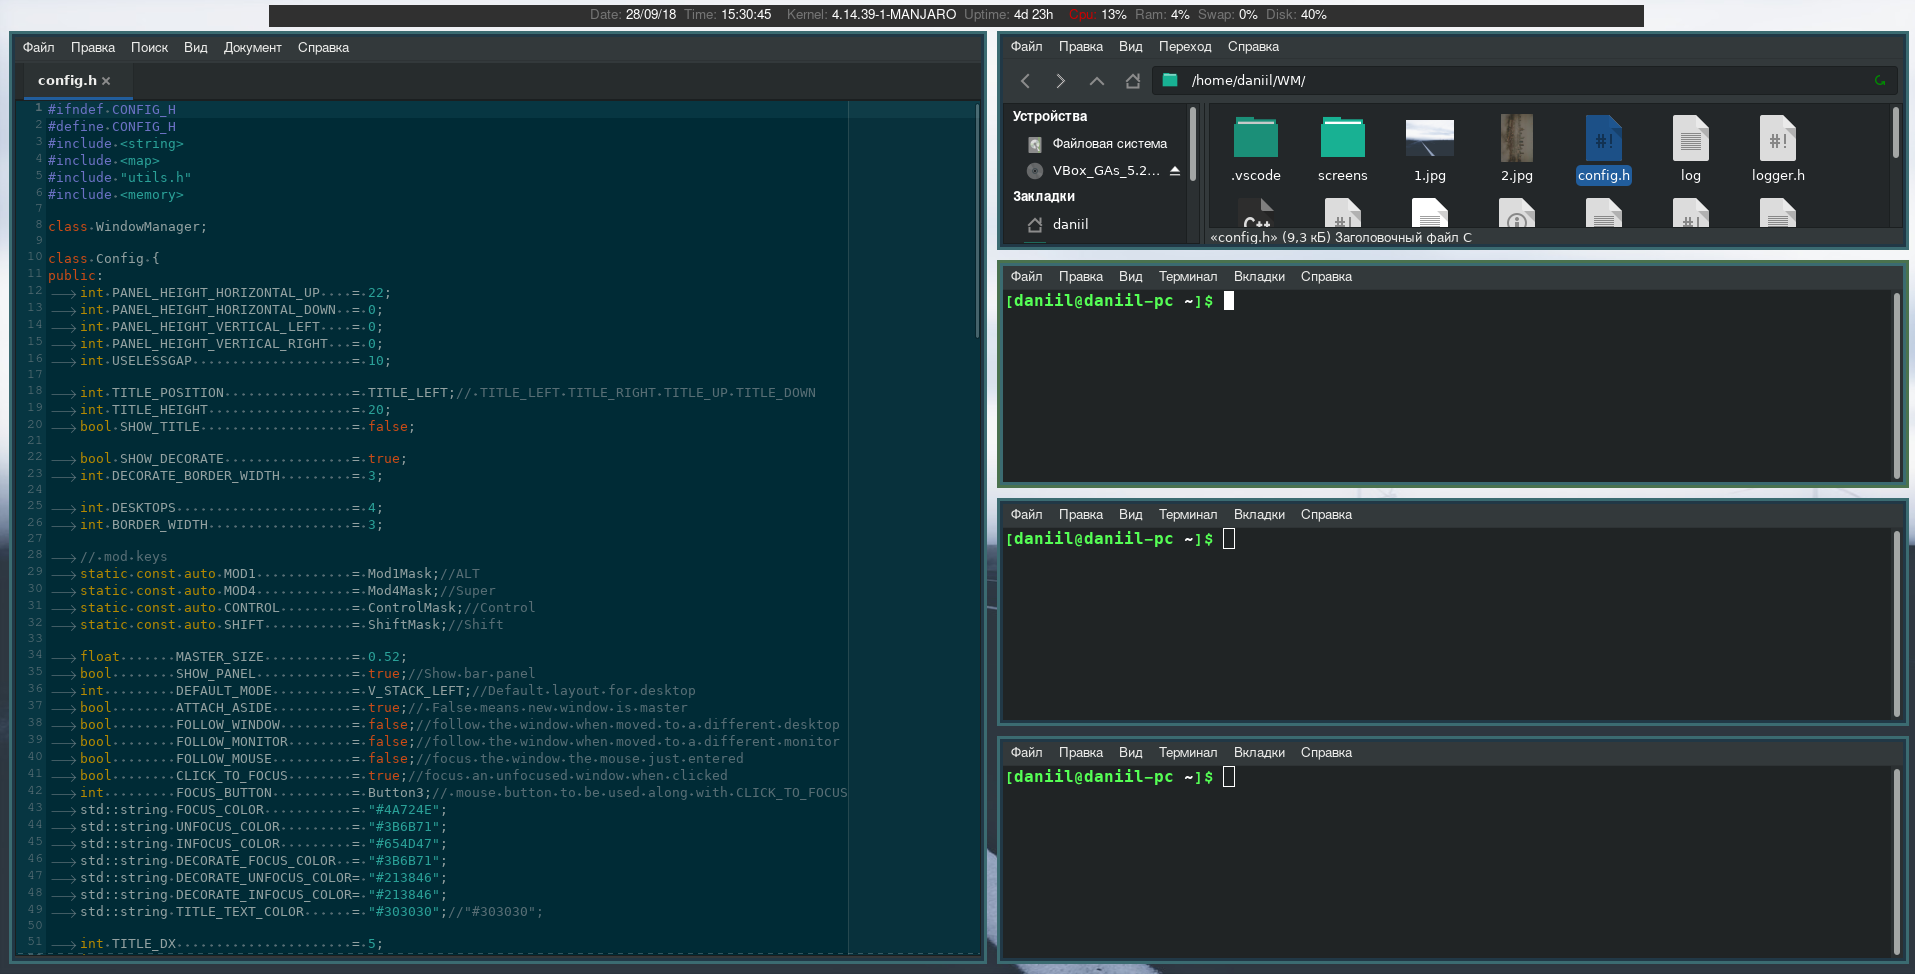 Date: 28/09/18 Time: 15:30:45 Kernel: 4.14.39-1-MANJARO Uptime: 4d 23h Cpu: 13% Ram: 4% Swap: 0% Disk: 40%
Файл Правка Поиск Вид Документ Справка
config.h ×
1 #ifndef CONFIG_H
2 #define CONFIG_H
3 #include <string>
4 #include <map>
5 #include "utils.h"
6 #include <memory>
7
8 class WindowManager;
9
10 class Config {
11 public:
12 int PANEL_HEIGHT_HORIZONTAL_UP = 22;
13 int PANEL_HEIGHT_HORIZONTAL_DOWN = 0;
14 int PANEL_HEIGHT_VERTICAL_LEFT = 0;
15 int PANEL_HEIGHT_VERTICAL_RIGHT = 0;
16 int USELESSGAP = 10;
17
18 int TITLE_POSITION = TITLE_LEFT;// TITLE_LEFT TITLE_RIGHT TITLE_UP TITLE_DOWN
19 int TITLE_HEIGHT = 20;
20 bool SHOW_TITLE = false;
21
22 bool SHOW_DECORATE = true;
23 int DECORATE_BORDER_WIDTH = 3;
24
25 int DESKTOPS = 4;
26 int BORDER_WIDTH = 3;
27
28 // mod keys
29 static const auto MOD1 = Mod1Mask;//ALT
30 static const auto MOD4 = Mod4Mask;//Super
31 static const auto CONTROL = ControlMask;//Control
32 static const auto SHIFT = ShiftMask;//Shift
33
34 float MASTER_SIZE = 0.52;
35 bool SHOW_PANEL = true;//Show bar panel
36 int DEFAULT_MODE = V_STACK_LEFT;//Default layout for desktop
37 bool ATTACH_ASIDE = true;// False means new window is master
38 bool FOLLOW_WINDOW = false;//follow the window when moved to a different desktop
39 bool FOLLOW_MONITOR = false;//follow the window when moved to a different monitor
40 bool FOLLOW_MOUSE = false;//focus the window the mouse just entered
41 bool CLICK_TO_FOCUS = true;//focus an unfocused window when clicked
42 int FOCUS_BUTTON = Button3;// mouse button to be used along with CLICK_TO_FOCUS
43 std::string FOCUS_COLOR = "#4A724E";
44 std::string UNFOCUS_COLOR = "#3B6B71";
45 std::string INFOCUS_COLOR = "#654D47";
46 std::string DECORATE_FOCUS_COLOR = "#3B6B71";
47 std::string DECORATE_UNFOCUS_COLOR= "#213846";
48 std::string DECORATE_INFOCUS_COLOR= "#213846";
49 std::string TITLE_TEXT_COLOR = "#303030";//"#303030";
50
51 int TITLE_DX = 5;
Файл Правка Вид Переход Справка
/home/daniil/WM/
Устройства
Файловая система
VBox_GAs_5.2...
Закладки
daniil
.vscode screens 1.jpg 2.jpg config.h log logger.h
«config.h» (9,3 кБ) Заголовочный файл C
Файл Правка Вид Терминал Вкладки Справка
[daniil@daniil-pc ~]$
Файл Правка Вид Терминал Вкладки Справка
[daniil@daniil-pc ~]$
Файл Правка Вид Терминал Вкладки Справка
[daniil@daniil-pc ~]$